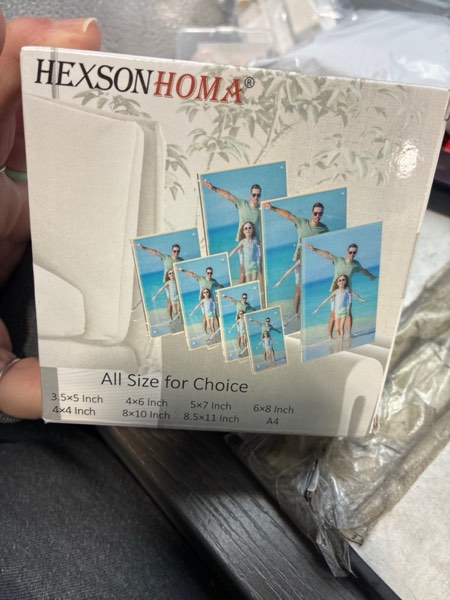 HEXSONHOMA®
All Size for Choice
3.5×5 Inch 4×6 Inch 5×7 Inch 6×8 Inch
4×4 Inch 8×10 Inch 8.5×11 Inch A4